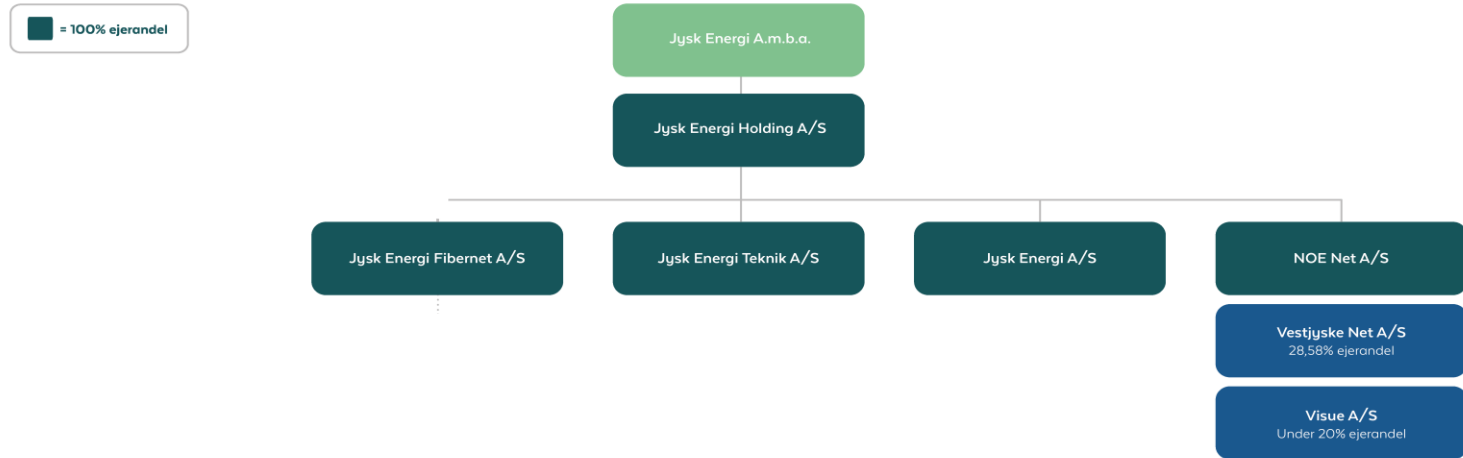 = 100% ejerandel
Jysk Energi A.m.b.a.
Jysk Energi Holding A/S
Jysk Energi Fibernet A/S
Jysk Energi Teknik A/S
Jysk Energi A/S
NOE Net A/S
Vestjyske Net A/S
28,58% ejerandel
Visue A/S
Under 20% ejerandel